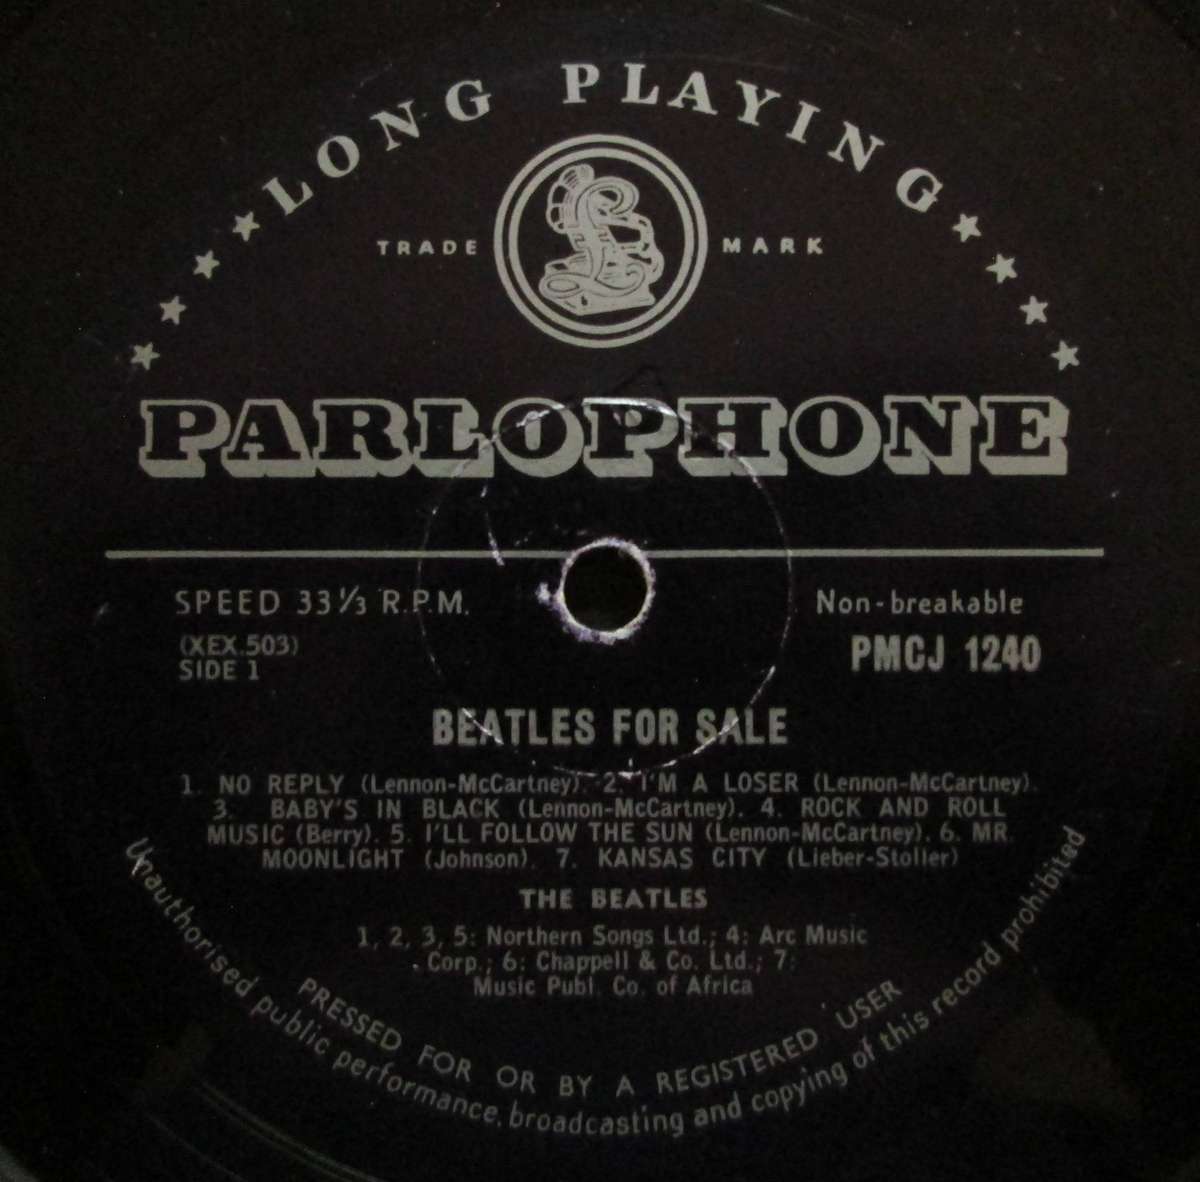 LONG PLAYING
TRADE MARK
PARLOPHONE
SPEED 33⅓ R.P.M.
Non-breakable
(XEX.503)
SIDE 1
PMCJ 1240
BEATLES FOR SALE
1. NO REPLY (Lennon-McCartney). 2. I'M A LOSER (Lennon-McCartney).
3. BABY'S IN BLACK (Lennon-McCartney). 4. ROCK AND ROLL
MUSIC (Berry). 5. I'LL FOLLOW THE SUN (Lennon-McCartney). 6. MR.
MOONLIGHT (Johnson). 7. KANSAS CITY (Lieber-Stoller)
THE BEATLES
1, 2, 3, 5: Northern Songs Ltd.; 4: Arc Music
Corp.; 6: Chappell & Co. Ltd.; 7:
Music Publ. Co. of Africa
PRESSED FOR OR BY A REGISTERED USER
Unauthorised public performance, broadcasting and copying of this record prohibited